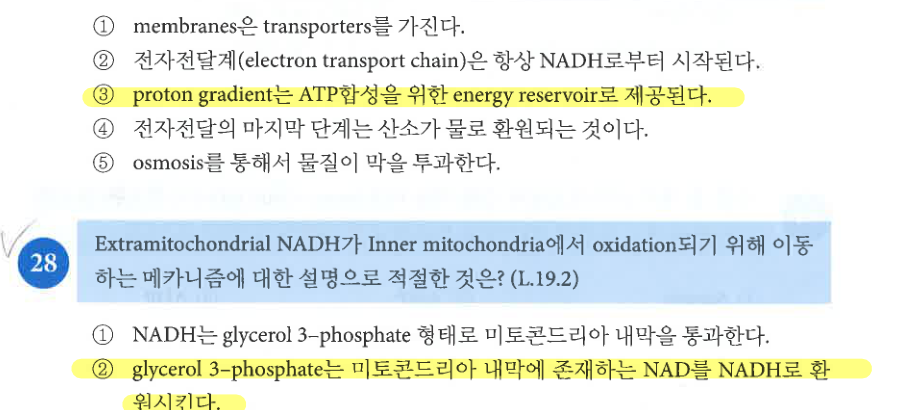 ① membranes은 transporters를 가진다.
② 전자전달계(electron transport chain)은 항상 NADH로부터 시작된다.
③ proton gradient는 ATP합성을 위한 energy reservoir로 제공된다.
④ 전자전달의 마지막 단계는 산소가 물로 환원되는 것이다.
⑤ osmosis를 통해서 물질이 막을 투과한다.
28
Extramitochondrial NADH가 Inner mitochondria에서 oxidation되기 위해 이동
하는 메카니즘에 대한 설명으로 적절한 것은? (L.19.2)
① NADH는 glycerol 3-phosphate 형태로 미토콘드리아 내막을 통과한다.
② glycerol 3-phosphate는 미토콘드리아 내막에 존재하는 NAD를 NADH로 환
원시킨다.